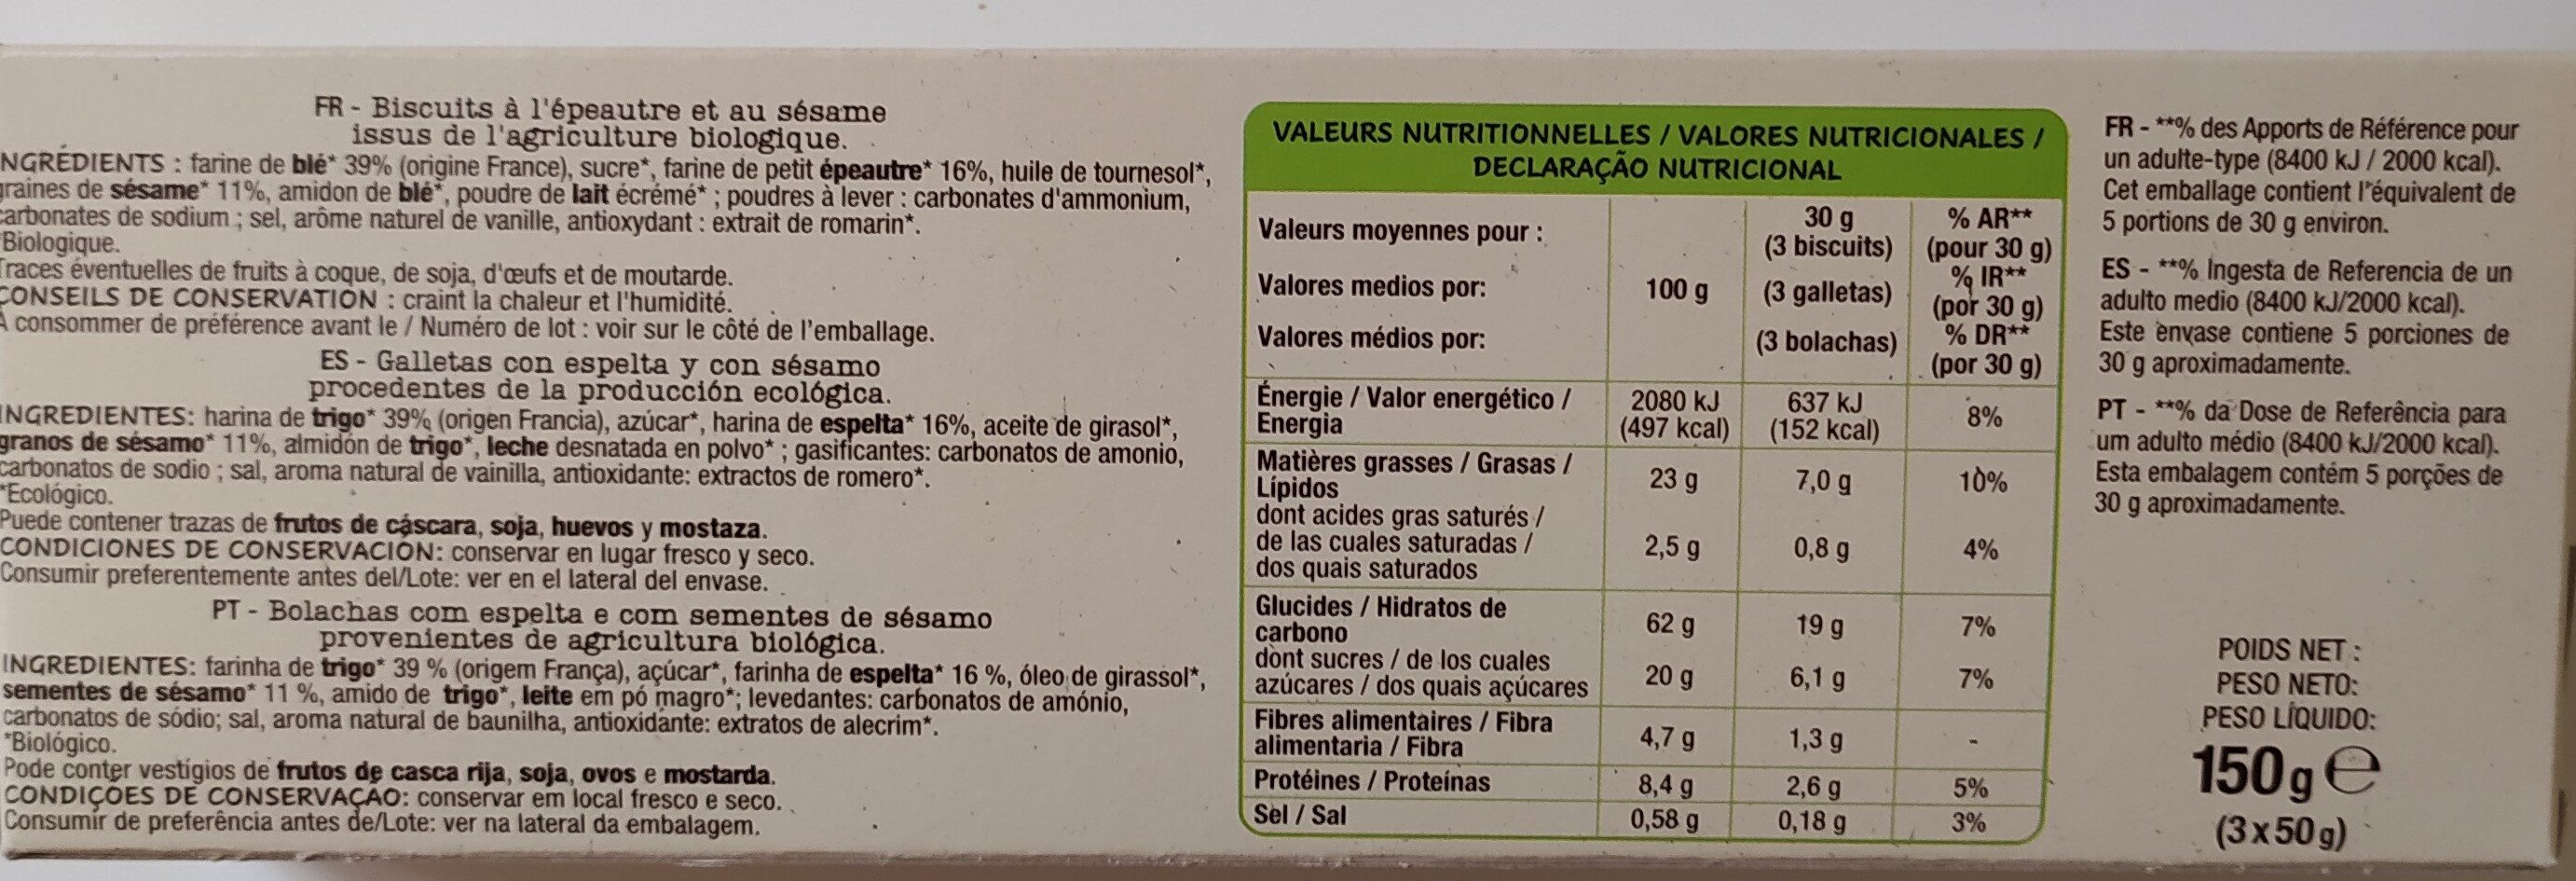 FR - Biscuits à l'épeautre et au sésame
issus de l'agriculture biologique.
NGRÉDIENTS : farine de blé* 39% (origine France), sucre*, farine de petit épeautre* 16%, huile de tournesol*,
graines de sésame* 11%, amidon de blé*, poudre de lait écrémé* ; poudres à lever : carbonates d'ammonium,
carbonates de sodium ; sel, arôme naturel de vanille, antioxydant : extrait de romarin*.
*Biologique.
Traces éventuelles de fruits à coque, de soja, d'œufs et de moutarde.
CONSEILS DE CONSERVATION : craint la chaleur et l'humidité.
À consommer de préférence avant le / Numéro de lot : voir sur le côté de l'emballage.
ES - Galletas con espelta y con sésamo
procedentes de la producción ecológica.
INGREDIENTES: harina de trigo* 39% (origen Francia), azúcar*, harina de espelta* 16%, aceite de girasol*,
granos de sésamo* 11%, almidón de trigo*, leche desnatada en polvo* ; gasificantes: carbonatos de amonio,
carbonatos de sodio ; sal, aroma natural de vainilla, antioxidante: extractos de romero*.
*Ecológico.
Puede contener trazas de frutos de cáscara, soja, huevos y mostaza.
CONDICIONES DE CONSERVACIÓN: conservar en lugar fresco y seco.
Consumir preferentemente antes del/Lote: ver en el lateral del envase.
PT - Bolachas com espelta e com sementes de sésamo
provenientes de agricultura biológica.
INGREDIENTES: farinha de trigo* 39 % (origem França), açúcar*, farinha de espelta* 16 %, óleo de girassol*,
sementes de sésamo* 11 %, amido de trigo*, leite em pó magro*; levedantes: carbonatos de amónio,
carbonatos de sódio; sal, aroma natural de baunilha, antioxidante: extratos de alecrim*.
*Biológico.
Pode conter vestígios de frutos de casca rija, soja, ovos e mostarda.
CONDIÇÕES DE CONSERVAÇÃO: conservar em local fresco e seco.
Consumir de preferência antes de/Lote: ver na lateral da embalagem.
VALEURS NUTRITIONNELLES / VALORES NUTRICIONALES /
DECLARAÇÃO NUTRICIONAL
Valeurs moyennes pour :
Valores medios por:
Valores médios por:
100 g
30 g
(3 biscuits)
(3 galletas)
(3 bolachas)
% AR**
(pour 30 g)
% IR**
(por 30 g)
% DR**
(por 30 g)
Énergie / Valor energético /
Energia
2080 kJ
(497 kcal)
637 kJ
(152 kcal)
8%
Matières grasses / Grasas /
Lípidos
23 g
7,0 g
10%
dont acides gras saturés /
de las cuales saturadas /
dos quais saturados
2,5 g
0,8 g
4%
Glucides / Hidratos de
carbono
62 g
19 g
7%
dont sucres / de los cuales
azúcares / dos quais açúcares
20 g
6,1 g
7%
Fibres alimentaires / Fibra
alimentaria / Fibra
4,7 g
1,3 g
-
Protéines / Proteínas
8,4 g
2,6 g
5%
Sel / Sal
0,58 g
0,18 g
3%
FR - **% des Apports de Référence pour
un adulte-type (8400 kJ / 2000 kcal).
Cet emballage contient l'équivalent de
5 portions de 30 g environ.
ES - **% Ingesta de Referencia de un
adulto medio (8400 kJ/2000 kcal).
Este envase contiene 5 porciones de
30 g aproximadamente.
PT - **% da Dose de Referência para
um adulto médio (8400 kJ/2000 kcal).
Esta embalagem contém 5 porções de
30 g aproximadamente.
POIDS NET :
PESO NETO:
PESO LÍQUIDO:
150 g e
(3 x 50 g)